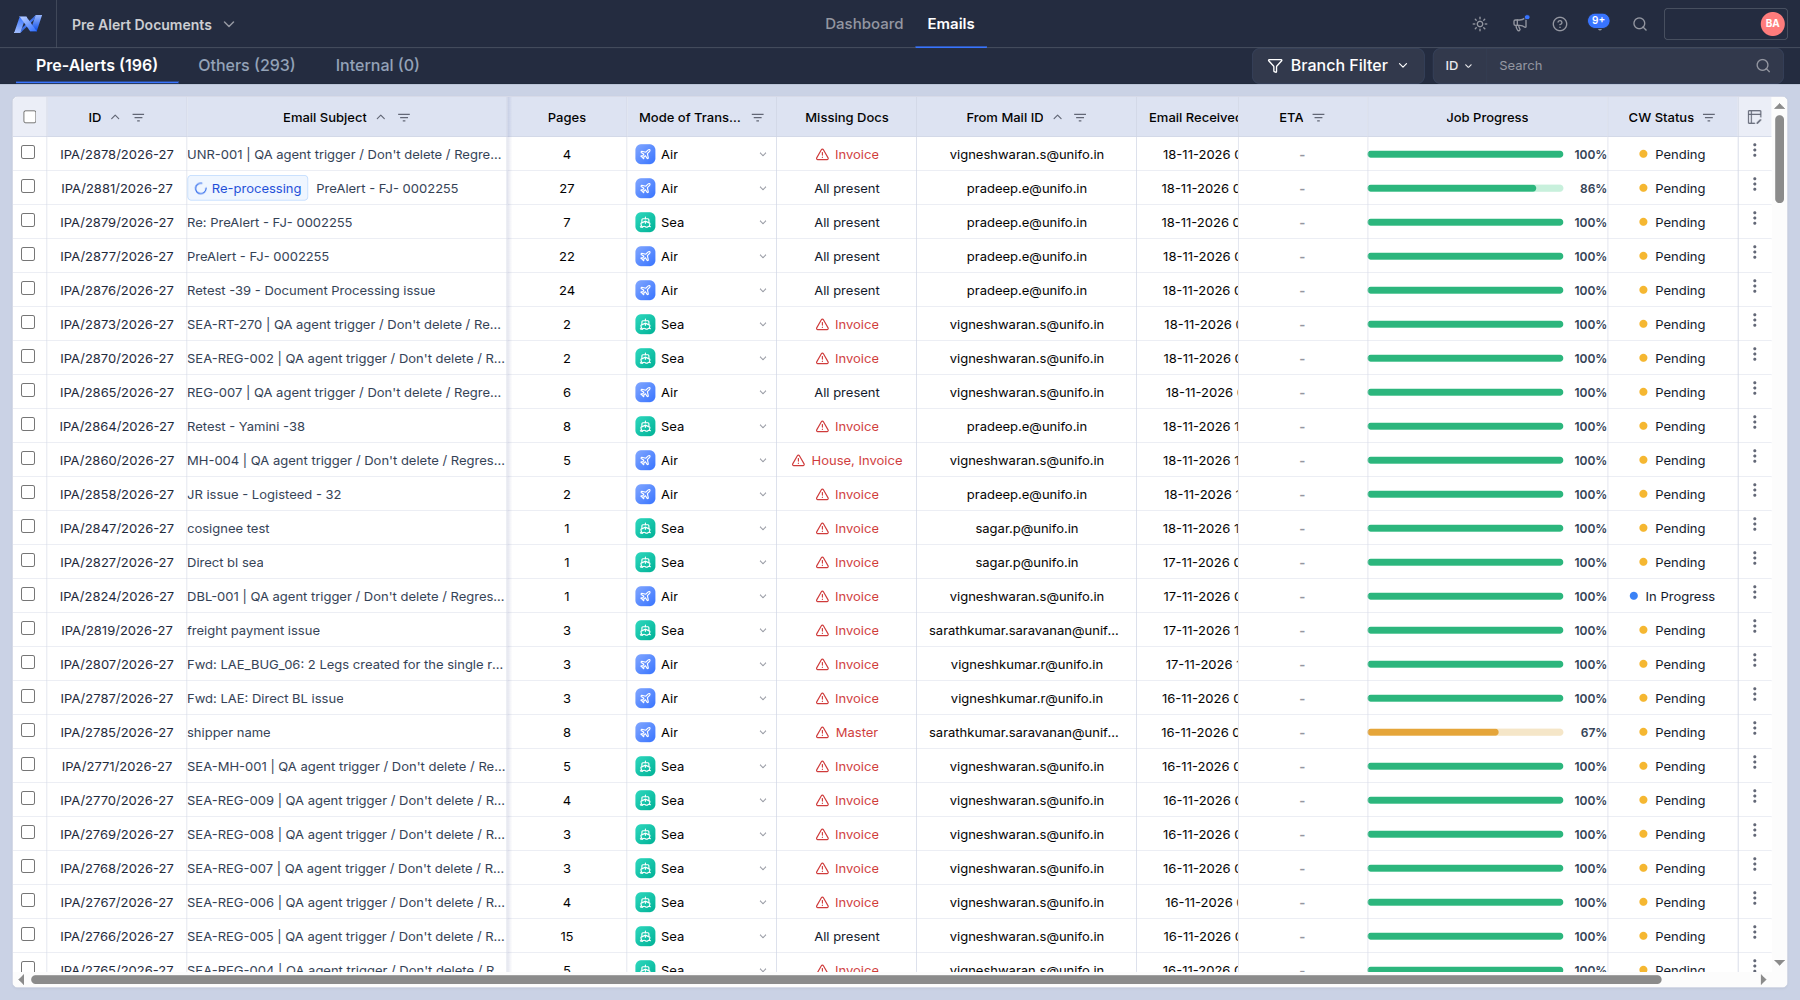 Pre Alert Documents Dashboard Emails 9+ BA
Pre-Alerts (196) Others (293) Internal (0) Branch Filter ID Search
ID Email Subject Pages Mode of Trans... Missing Docs From Mail ID Email Received ETA Job Progress CW Status
IPA/2878/2026-27 UNR-001 | QA agent trigger / Don't delete / Regre... 4 Air Invoice vigneshwaran.s@unifo.in 18-11-2026 - 100% Pending
IPA/2881/2026-27 Re-processing PreAlert - FJ- 0002255 27 Air All present pradeep.e@unifo.in 18-11-2026 - 86% Pending
IPA/2879/2026-27 Re: PreAlert - FJ- 0002255 7 Sea All present pradeep.e@unifo.in 18-11-2026 - 100% Pending
IPA/2877/2026-27 PreAlert - FJ- 0002255 22 Air All present pradeep.e@unifo.in 18-11-2026 - 100% Pending
IPA/2876/2026-27 Retest -39 - Document Processing issue 24 Air All present pradeep.e@unifo.in 18-11-2026 - 100% Pending
IPA/2873/2026-27 SEA-RT-270 | QA agent trigger / Don't delete / Re... 2 Sea Invoice vigneshwaran.s@unifo.in 18-11-2026 - 100% Pending
IPA/2870/2026-27 SEA-REG-002 | QA agent trigger / Don't delete / R... 2 Sea Invoice vigneshwaran.s@unifo.in 18-11-2026 - 100% Pending
IPA/2865/2026-27 REG-007 | QA agent trigger / Don't delete / Regre... 6 Air All present vigneshwaran.s@unifo.in 18-11-2026 - 100% Pending
IPA/2864/2026-27 Retest - Yamini -38 8 Sea Invoice pradeep.e@unifo.in 18-11-2026 - 100% Pending
IPA/2860/2026-27 MH-004 | QA agent trigger / Don't delete / Regres... 5 Air House, Invoice vigneshwaran.s@unifo.in 18-11-2026 - 100% Pending
IPA/2858/2026-27 JR issue - Logisteed - 32 2 Air Invoice pradeep.e@unifo.in 18-11-2026 - 100% Pending
IPA/2847/2026-27 cosignee test 1 Sea Invoice sagar.p@unifo.in 18-11-2026 - 100% Pending
IPA/2827/2026-27 Direct bl sea 1 Sea Invoice sagar.p@unifo.in 17-11-2026 - 100% Pending
IPA/2824/2026-27 DBL-001 | QA agent trigger / Don't delete / Regres... 1 Air Invoice vigneshwaran.s@unifo.in 17-11-2026 - 100% In Progress
IPA/2819/2026-27 freight payment issue 3 Sea Invoice sarathkumar.saravanan@unif... 17-11-2026 - 100% Pending
IPA/2807/2026-27 Fwd: LAE_BUG_06: 2 Legs created for the single r... 3 Air Invoice vigneshkumar.r@unifo.in 17-11-2026 - 100% Pending
IPA/2787/2026-27 Fwd: LAE: Direct BL issue 3 Air Invoice vigneshkumar.r@unifo.in 16-11-2026 - 100% Pending
IPA/2785/2026-27 shipper name 8 Air Master sarathkumar.saravanan@unif... 16-11-2026 - 67% Pending
IPA/2771/2026-27 SEA-MH-001 | QA agent trigger / Don't delete / Re... 5 Sea Invoice vigneshwaran.s@unifo.in 16-11-2026 - 100% Pending
IPA/2770/2026-27 SEA-REG-009 | QA agent trigger / Don't delete / R... 4 Sea Invoice vigneshwaran.s@unifo.in 16-11-2026 - 100% Pending
IPA/2769/2026-27 SEA-REG-008 | QA agent trigger / Don't delete / R... 3 Sea Invoice vigneshwaran.s@unifo.in 16-11-2026 - 100% Pending
IPA/2768/2026-27 SEA-REG-007 | QA agent trigger / Don't delete / R... 3 Sea Invoice vigneshwaran.s@unifo.in 16-11-2026 - 100% Pending
IPA/2767/2026-27 SEA-REG-006 | QA agent trigger / Don't delete / R... 4 Sea Invoice vigneshwaran.s@unifo.in 16-11-2026 - 100% Pending
IPA/2766/2026-27 SEA-REG-005 | QA agent trigger / Don't delete / R... 15 Sea All present vigneshwaran.s@unifo.in 16-11-2026 - 100% Pending
IPA/2765/2026-27 SEA-REG-004 | QA agent trigger / Don't delete / R... 5 Sea Invoice vigneshwaran.s@unifo.in 16-11-2026 - 100% Pending